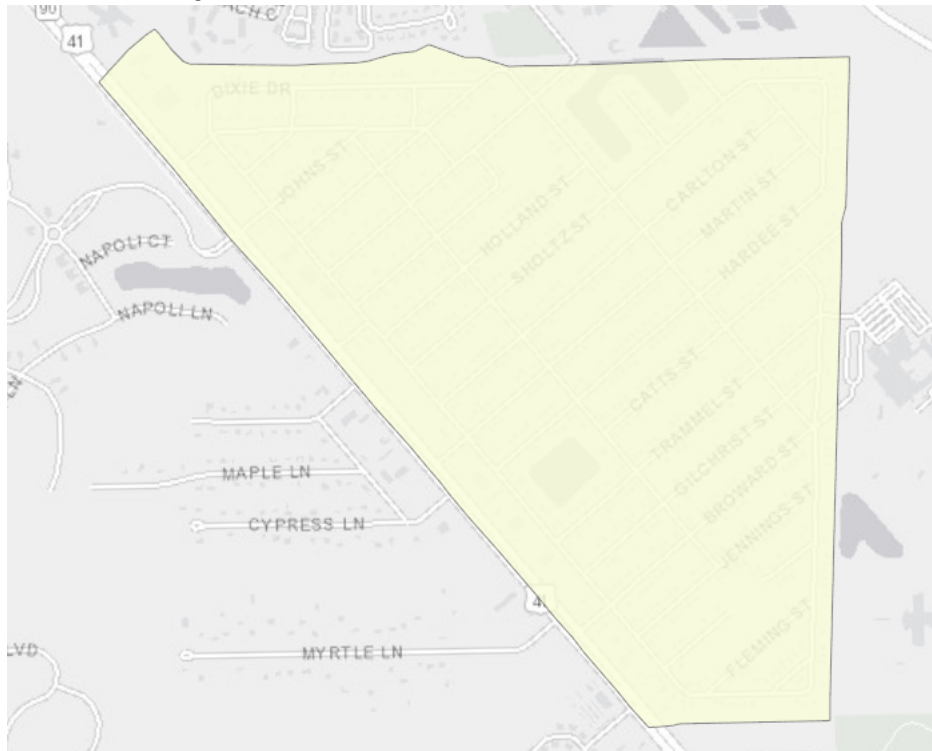 90
ACH C
41
DIXIE DR
JOHNS ST
CARLTON ST
HOLLAND ST
MARTIN ST
SHOLTZ ST
HARDEE ST
NAPOLI CT
NAPOLI LN
LN
CATTS ST
TRAMMEL ST
GILCHRIST ST
BROWARD ST
MAPLE LN
JENNINGS ST
CYPRESS LN
41
FLEMING ST
LVD
MYRTLE LN